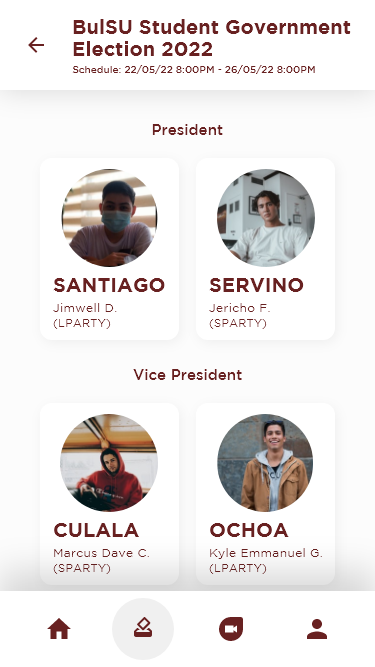 BulSU Student Government
Election 2022
Schedule: 22/05/22 8:00PM - 26/05/22 8:00PM
President
SANTIAGO
Jimwell D.
(LPARTY)
SERVINO
Jericho F.
(SPARTY)
Vice President
CULALA
Marcus Dave C.
(SPARTY)
OCHOA
Kyle Emmanuel G.
(LPARTY)